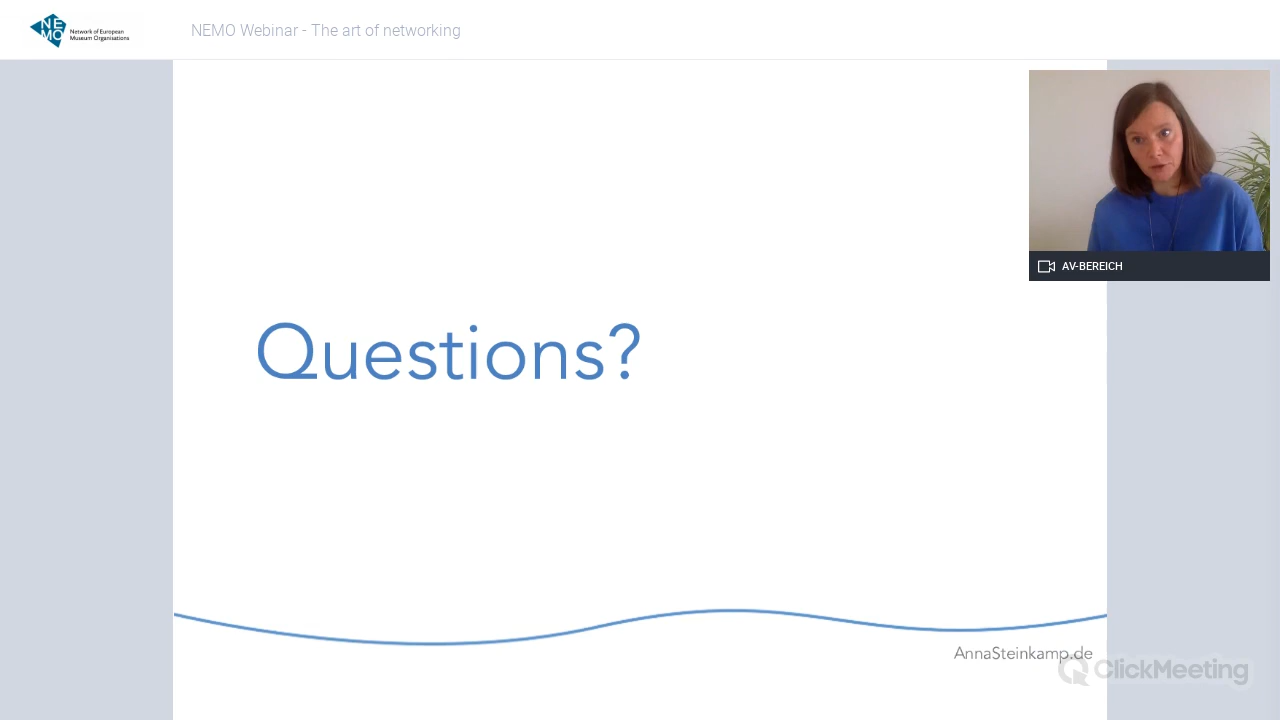 NE
MO
Network of European
Museum Organisations
NEMO Webinar - The art of networking
AV-BEREICH
Questions?
AnnaSteinkamp.de
ClickMeeting